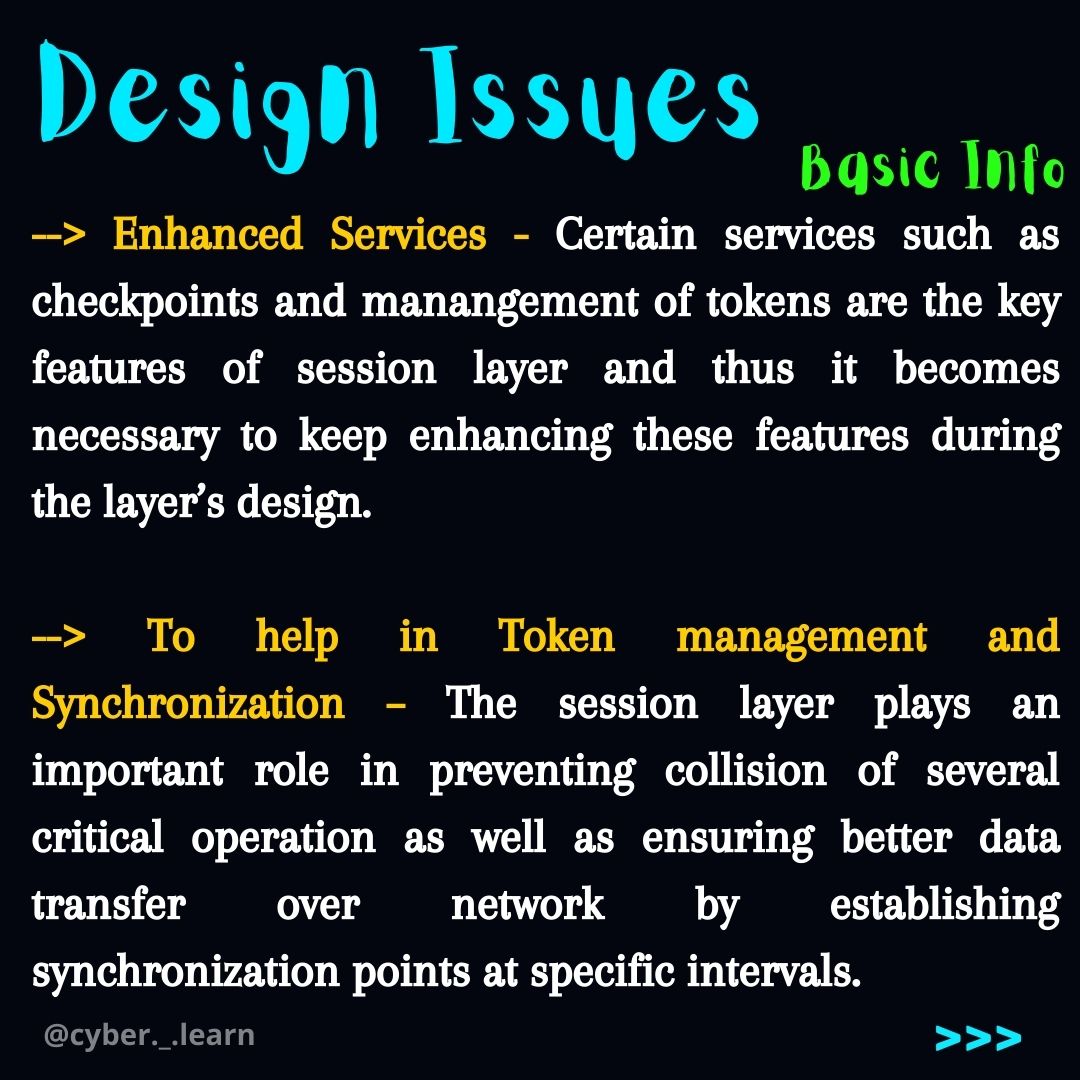 Design Issues
Basic Info
--> Enhanced Services - Certain services such as
checkpoints and manangement of tokens are the key
features of session layer and thus it becomes
necessary to keep enhancing these features during
the layer’s design.
--> To help in Token management and
Synchronization – The session layer plays an
important role in preventing collision of several
critical operation as well as ensuring better data
transfer over network by establishing
synchronization points at specific intervals.
@cyber._.learn
>>>